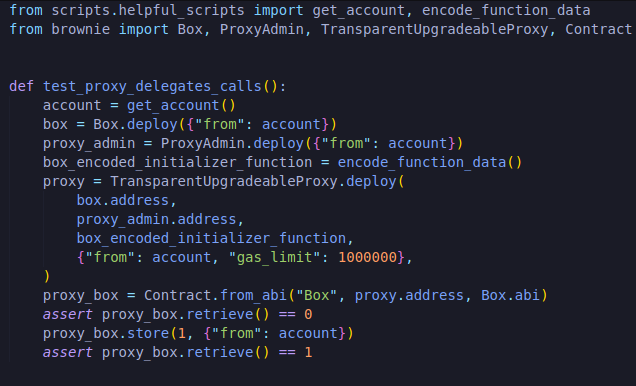 from scripts.helpful_scripts import get_account, encode_function_data
from brownie import Box, ProxyAdmin, TransparentUpgradeableProxy, Contract


def test_proxy_delegates_calls():
    account = get_account()
    box = Box.deploy({"from": account})
    proxy_admin = ProxyAdmin.deploy({"from": account})
    box_encoded_initializer_function = encode_function_data()
    proxy = TransparentUpgradeableProxy.deploy(
        box.address,
        proxy_admin.address,
        box_encoded_initializer_function,
        {"from": account, "gas_limit": 1000000},
    )
    proxy_box = Contract.from_abi("Box", proxy.address, Box.abi)
    assert proxy_box.retrieve() == 0
    proxy_box.store(1, {"from": account})
    assert proxy_box.retrieve() == 1